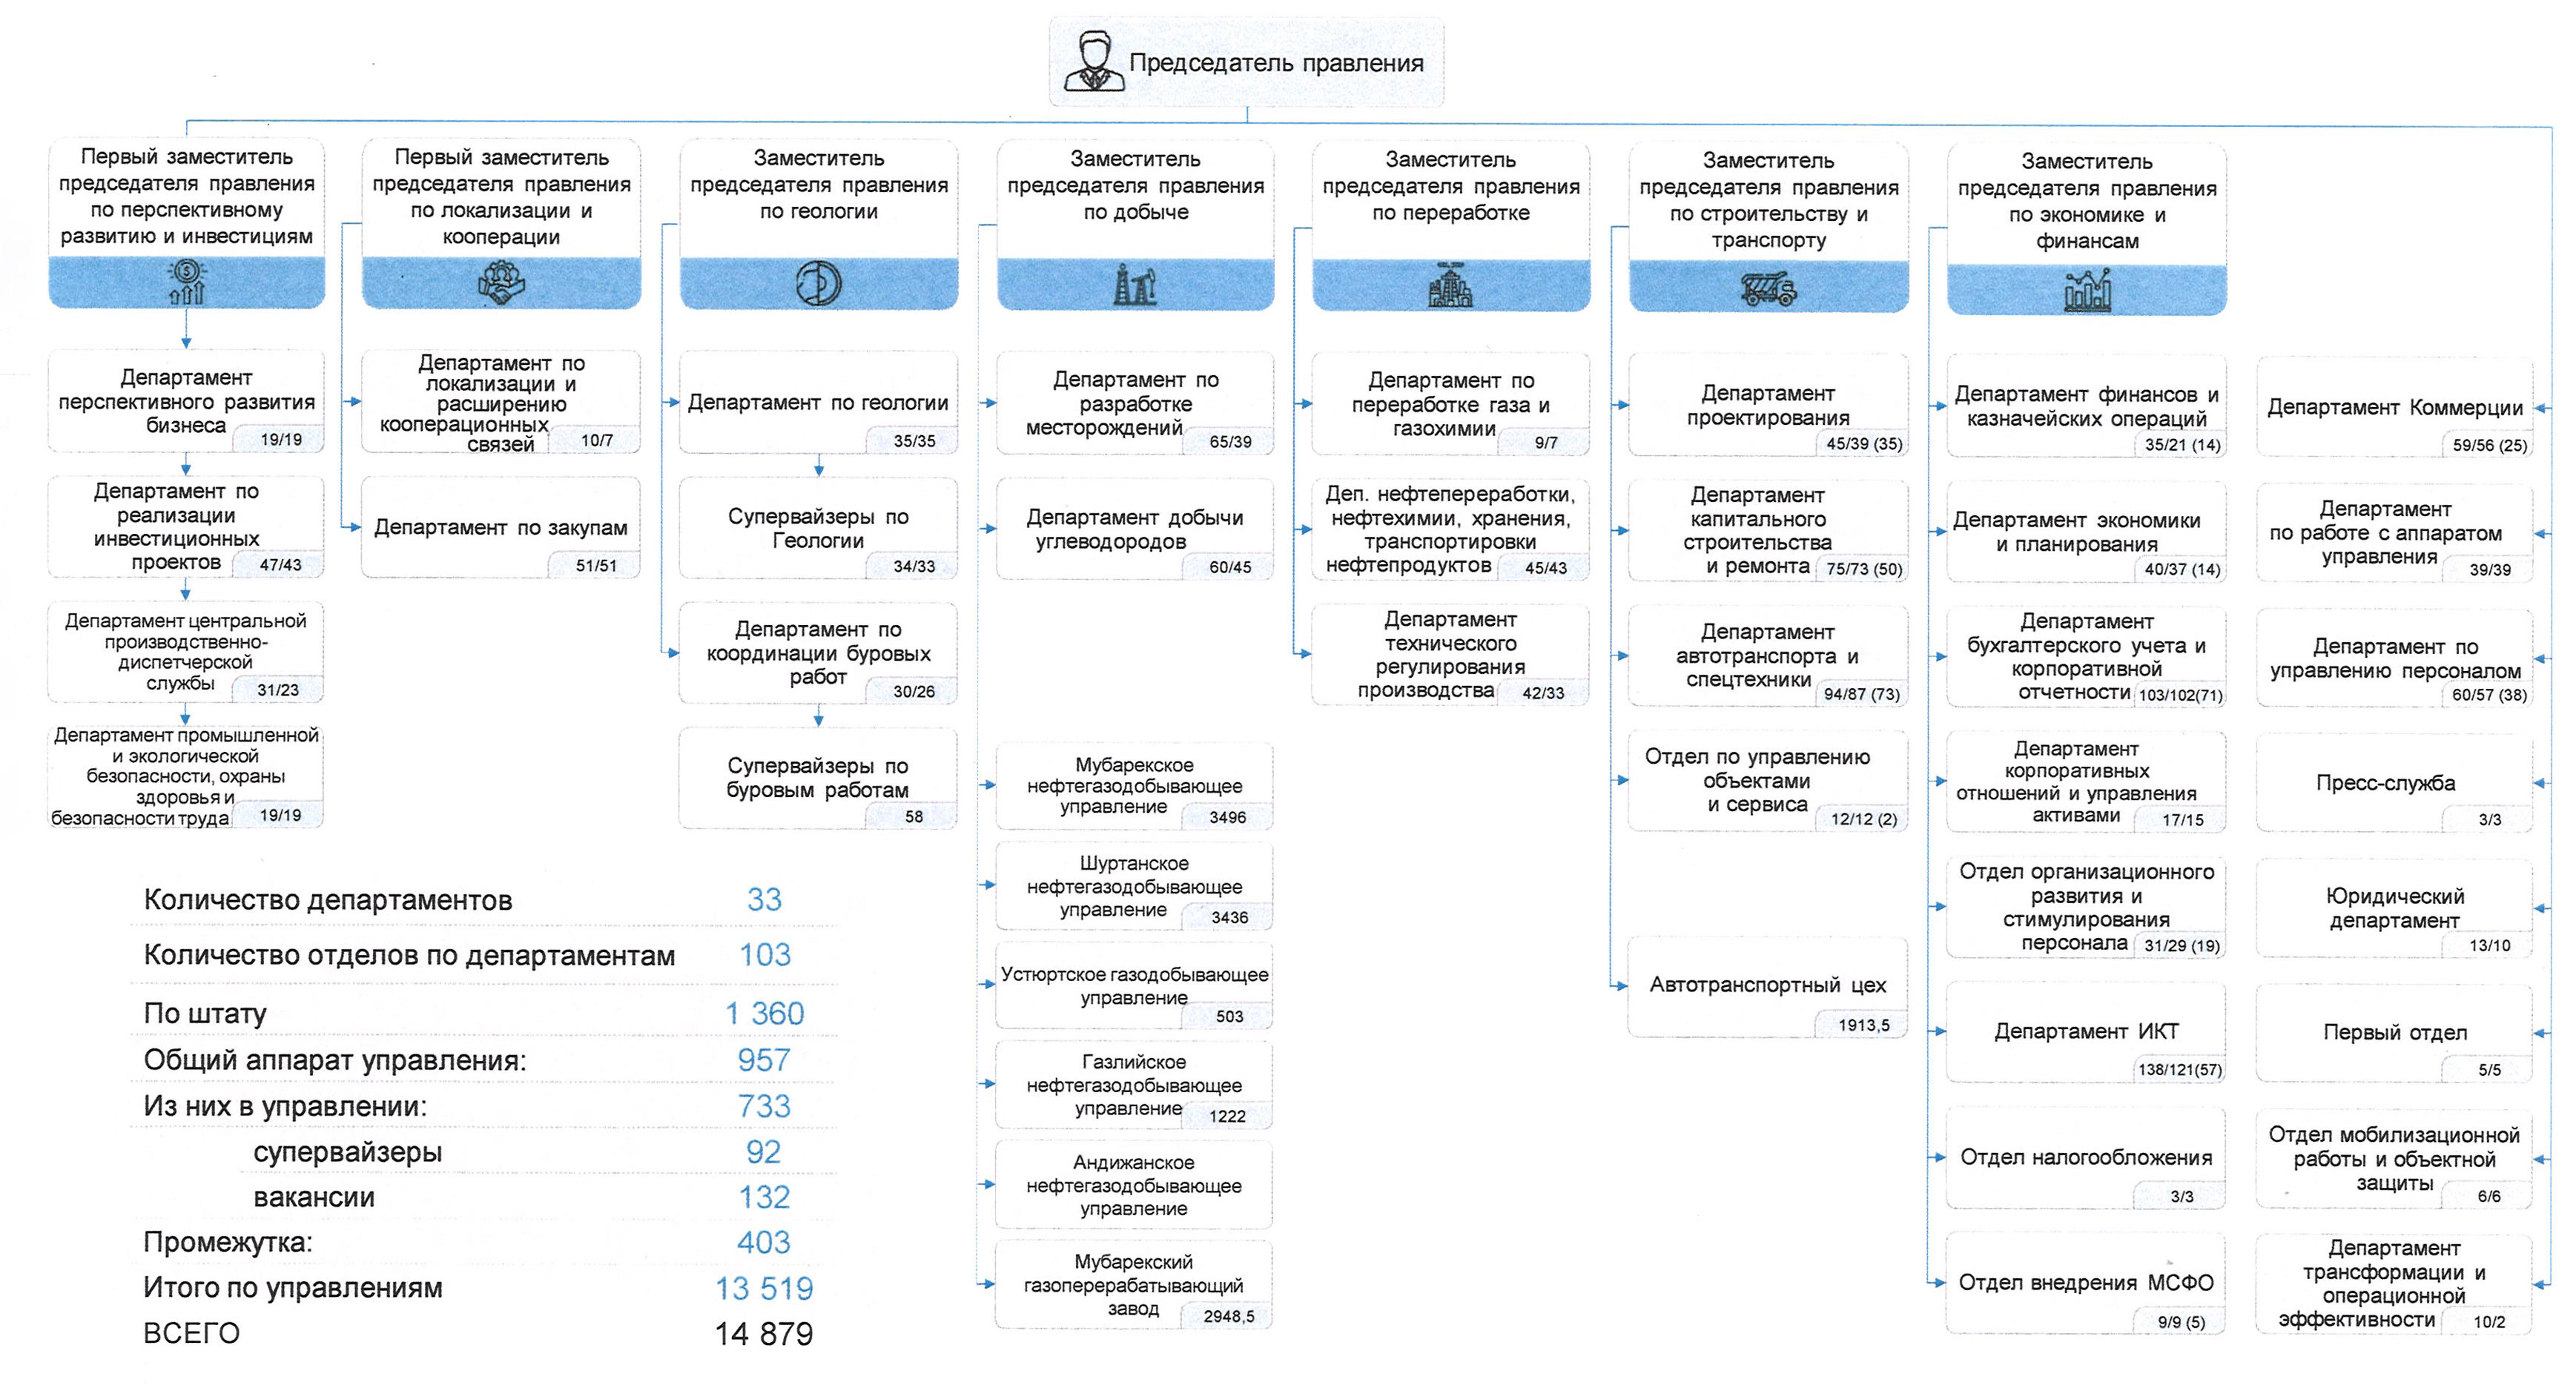 Председатель правления
Первый заместитель
председателя правления
по перспективному
развитию и инвестициям
Департамент
перспективного развития
бизнеса
19/19
Департамент по
реализации
инвестиционных
проектов
47/43
Департамент центральной
производственно-
диспетчерской
службы
31/23
Департамент промышленной
и экологической
безопасности, охраны
здоровья и
безопасности труда
19/19
Первый заместитель
председателя правления
по локализации и
кооперации
Департамент по
локализации и
расширению
кооперационных
связей
10/7
Департамент по закупам
51/51
Заместитель
председателя правления
по геологии
Департамент по геологии
35/35
Супервайзеры по
Геологии
34/33
Департамент по
координации буровых
работ
30/26
Супервайзеры по
буровым работам
58
Заместитель
председателя правления
по добыче
Департамент по
разработке
месторождений
65/39
Департамент добычи
углеводородов
60/45
Мубарекское
нефтегазодобывающее
управление
3496
Шуртанское
нефтегазодобывающее
управление
3436
Устюртское газодобывающее
управление
503
Газлийское
нефтегазодобывающее
управление
1222
Андижанское
нефтегазодобывающее
управление
Мубарекский
газоперерабатывающий
завод
2948,5
Заместитель
председателя правления
по переработке
Департамент по
переработке газа и
газохимии
9/7
Деп. нефтепереработки,
нефтехимии, хранения,
транспортировки
нефтепродуктов
45/43
Департамент
технического
регулирования
производства
42/33
Заместитель
председателя правления
по строительству и
транспорту
Департамент
проектирования
45/39 (35)
Департамент
капитального
строительства
и ремонта
75/73 (50)
Департамент
автотранспорта и
спецтехники
94/87 (73)
Отдел по управлению
объектами
и сервиса
12/12 (2)
Автотранспортный цех
1913,5
Заместитель
председателя правления
по экономике и
финансам
Департамент финансов и
казначейских операций
35/21 (14)
Департамент экономики
и планирования
40/37 (14)
Департамент
бухгалтерского учета и
корпоративной
отчетности
103/102(71)
Департамент
корпоративных
отношений и управления
активами
17/15
Отдел организационного
развития и
стимулирования
персонала
31/29 (19)
Департамент ИКТ
138/121(57)
Отдел налогообложения
3/3
Отдел внедрения МСФО
9/9 (5)
Департамент Коммерции
59/56 (25)
Департамент
по работе с аппаратом
управления
39/39
Департамент по
управлению персоналом
60/57 (38)
Пресс-служба
3/3
Юридический
департамент
13/10
Первый отдел
5/5
Отдел мобилизационной
работы и объектной
защиты
6/6
Департамент
трансформации и
операционной
эффективности
10/2
Количество департаментов 33
Количество отделов по департаментам 103
По штату 1 360
Общий аппарат управления: 957
Из них в управлении: 733
супервайзеры 92
вакансии 132
Промежутка: 403
Итого по управлениям 13 519
ВСЕГО 14 879